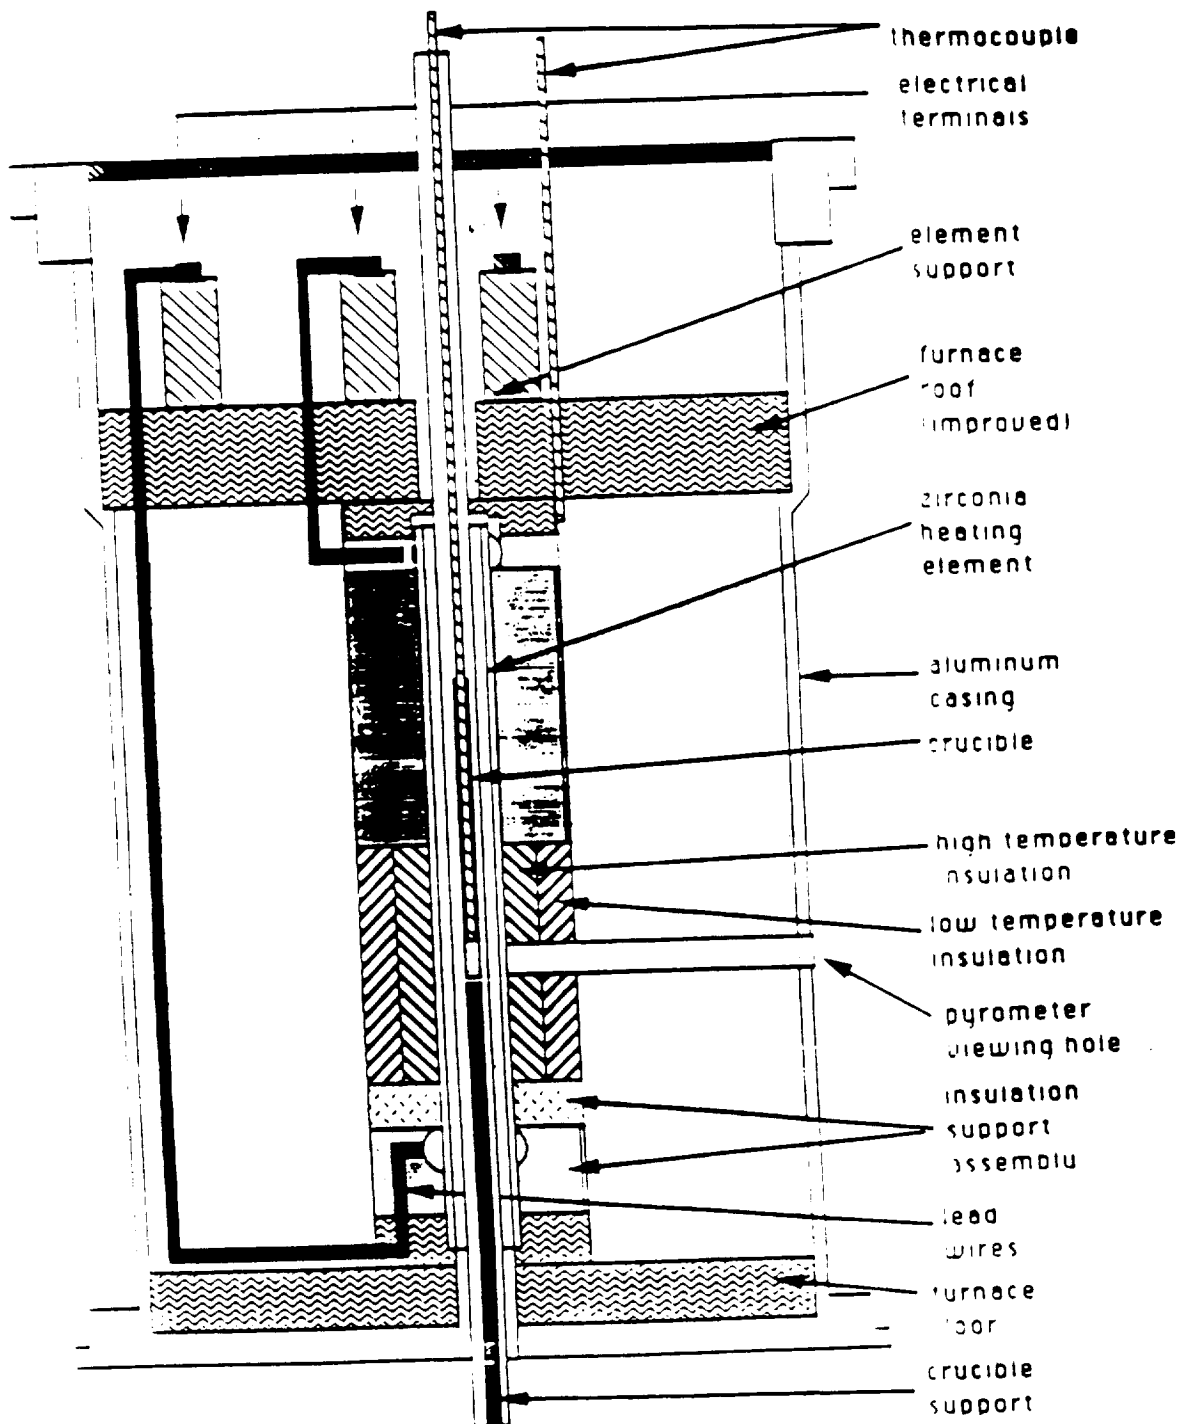 thermocouple
electrical
terminals
element
support
furnace
roof
(improved)
zirconia
heating
element
aluminum
casing
crucible
high temperature
insulation
low temperature
insulation
pyrometer
viewing hole
insulation
support
assembly
lead
wires
furnace
floor
crucible
support